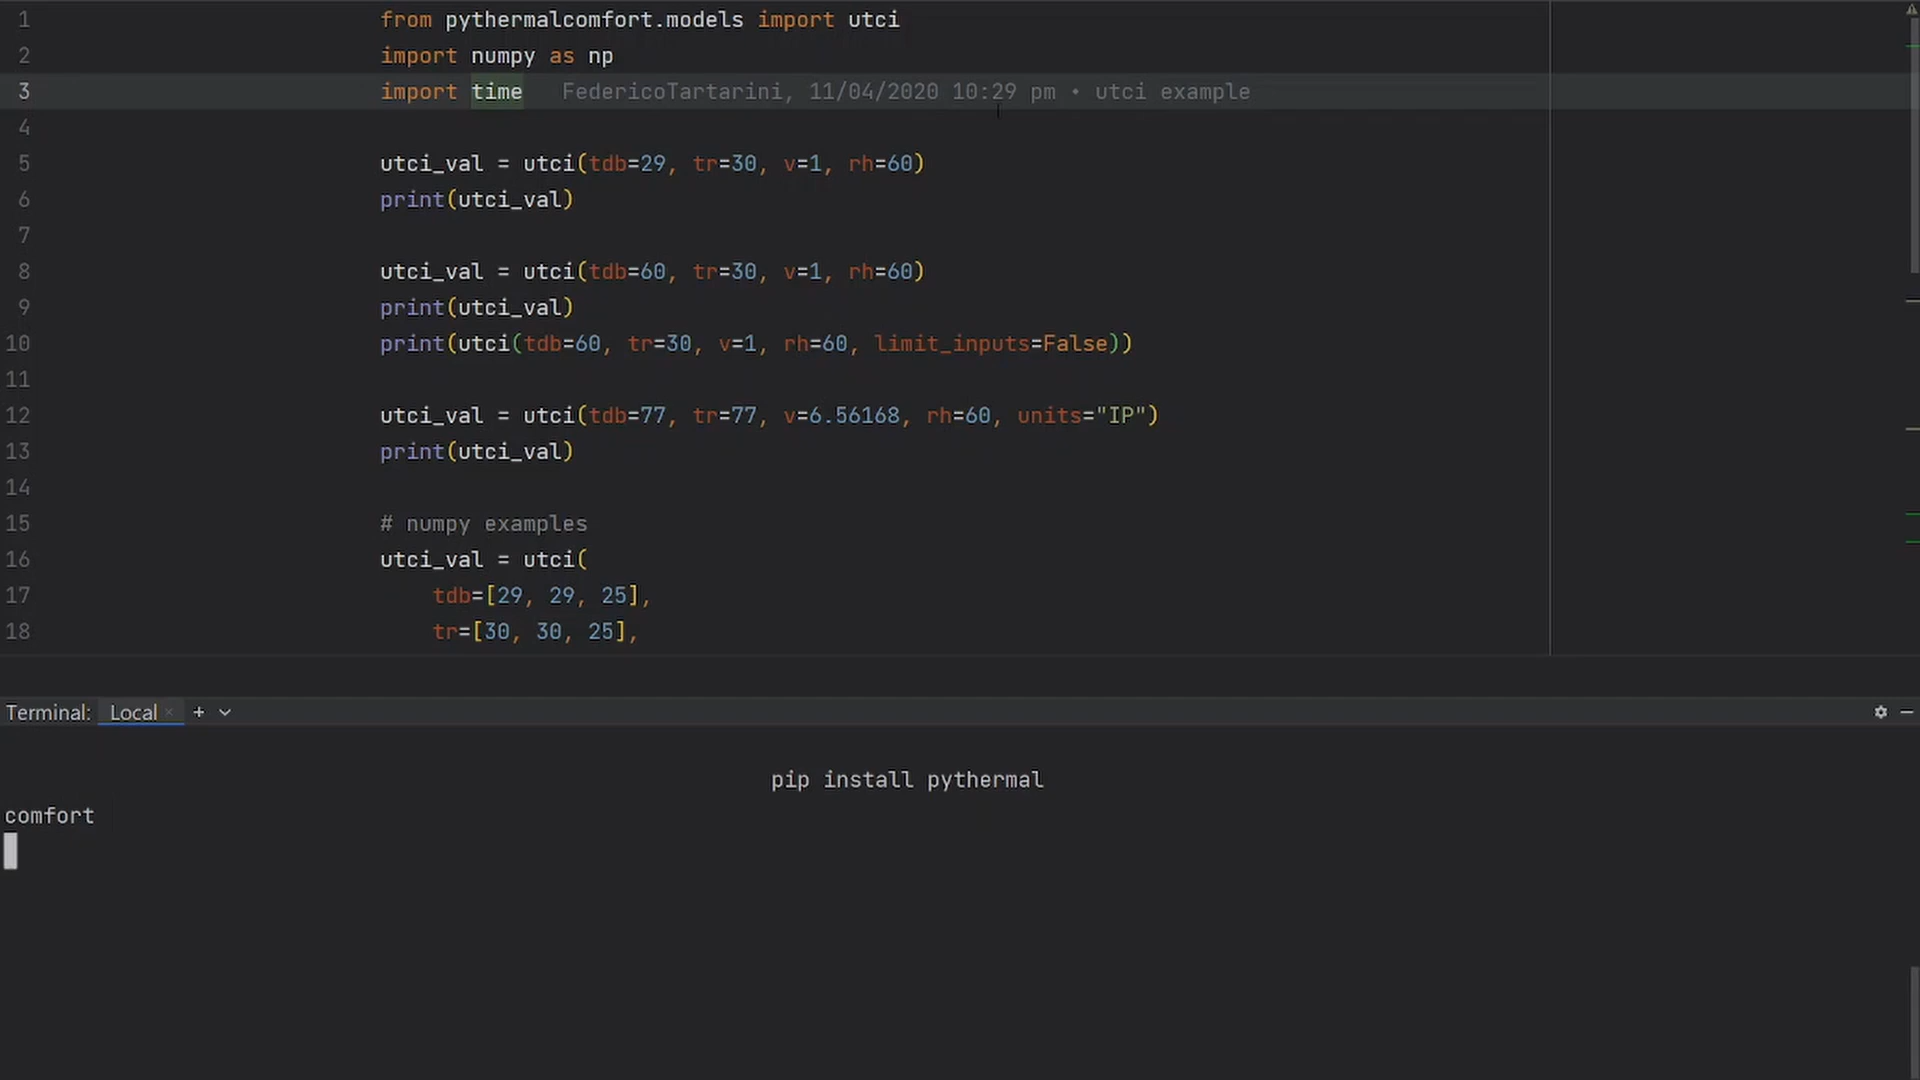 1 from pythermalcomfort.models import utci
2 import numpy as np
3 import time FedericoTartarini, 11/04/2020 10:29 pm • utci example
4
5 utci_val = utci(tdb=29, tr=30, v=1, rh=60)
6 print(utci_val)
7
8 utci_val = utci(tdb=60, tr=30, v=1, rh=60)
9 print(utci_val)
10 print(utci(tdb=60, tr=30, v=1, rh=60, limit_inputs=False))
11
12 utci_val = utci(tdb=77, tr=77, v=6.56168, rh=60, units="IP")
13 print(utci_val)
14
15 # numpy examples
16 utci_val = utci(
17 tdb=[29, 29, 25],
18 tr=[30, 30, 25],
Terminal: Local × +
pip install pythermal
comfort